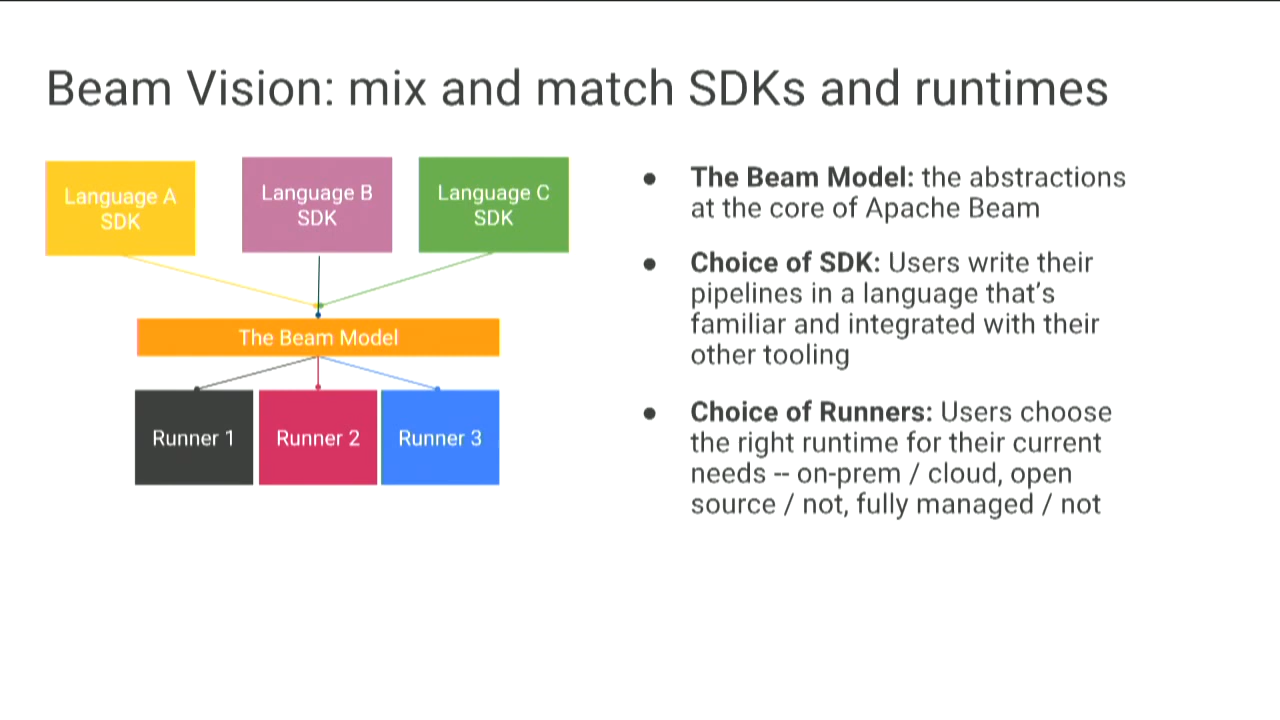 Beam Vision: mix and match SDKs and runtimes
Language A
SDK
Language B
SDK
Language C
SDK
The Beam Model
Runner 1
Runner 2
Runner 3
● The Beam Model: the abstractions
at the core of Apache Beam
● Choice of SDK: Users write their
pipelines in a language that's
familiar and integrated with their
other tooling
● Choice of Runners: Users choose
the right runtime for their current
needs -- on-prem / cloud, open
source / not, fully managed / not